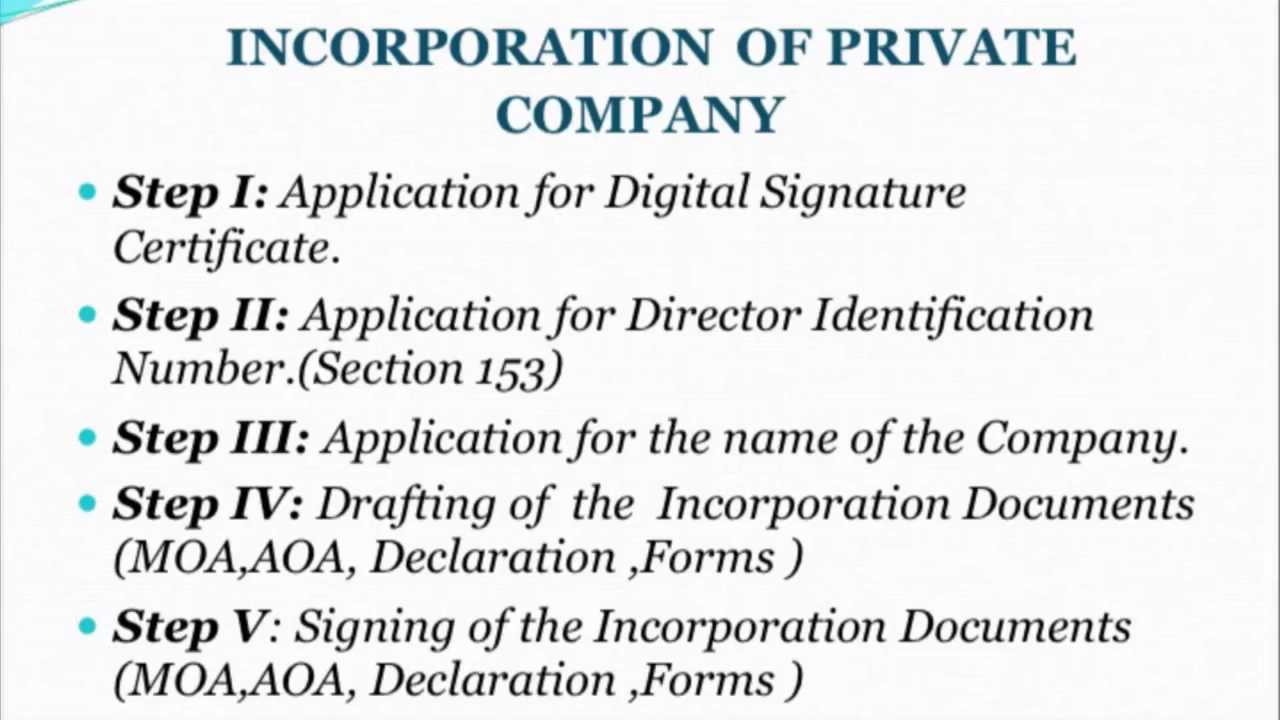 INCORPORATION OF PRIVATE
COMPANY
• Step I: Application for Digital Signature
Certificate.
• Step II: Application for Director Identification
Number.(Section 153)
• Step III: Application for the name of the Company.
• Step IV: Drafting of the Incorporation Documents
(MOA,AOA, Declaration ,Forms )
• Step V: Signing of the Incorporation Documents
(MOA,AOA, Declaration ,Forms )